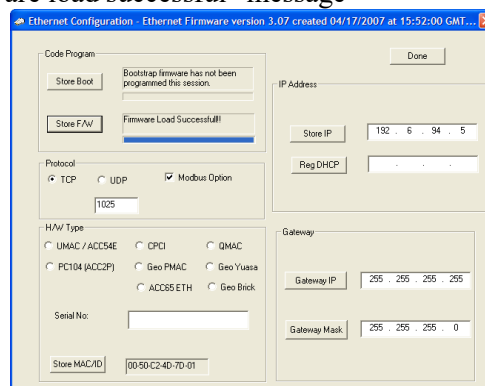 are load successful" message
Ethernet Configuration - Ethernet Firmware version 3.07 created 04/17/2007 at 15:52:00 GMT...
Code Program
Store Boot
Bootstrap firmware has not been
programmed this session.
Store F/W
Firmware Load Successful!!
Done
IP Address
Store IP
192 . 6 . 94 . 5
Reg DHCP
. . .
Protocol
TCP
UDP
Modbus Option
1025
H/W Type
UMAC / ACC54E
CPCI
QMAC
PC104 (ACC2P)
Geo PMAC
Geo Yuasa
ACC65 ETH
Geo Brick
Serial No:
Store MAC/ID
00-50-C2-4D-7D-01
Gateway
Gateway IP
255 . 255 . 255 . 255
Gateway Mask
255 . 255 . 255 . 0